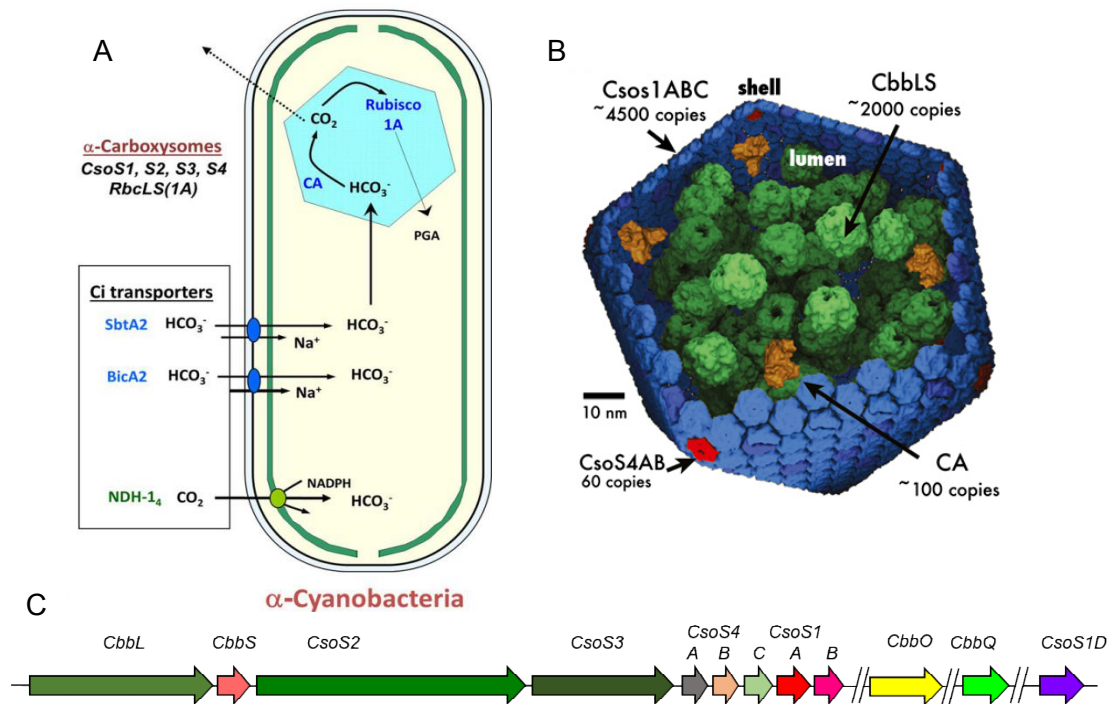 A
α-Carboxysomes
CsoS1, S2, S3, S4
RbcLS(1A)
CO₂
Rubisco
1A
CA
HCO₃⁻
PGA
Ci transporters
SbtA2 HCO₃⁻ HCO₃⁻
Na⁺
BicA2 HCO₃⁻ HCO₃⁻
Na⁺
NADPH
NDH-1₄ CO₂ HCO₃⁻
α-Cyanobacteria
B
Csos1ABC
~4500 copies
shell
CbbLS
~2000 copies
lumen
10 nm
CsoS4AB
60 copies
CA
~100 copies
C
CbbL CbbS CsoS2 CsoS3 CsoS4 CsoS1 CbbO CbbQ CsoS1D
A B C A B